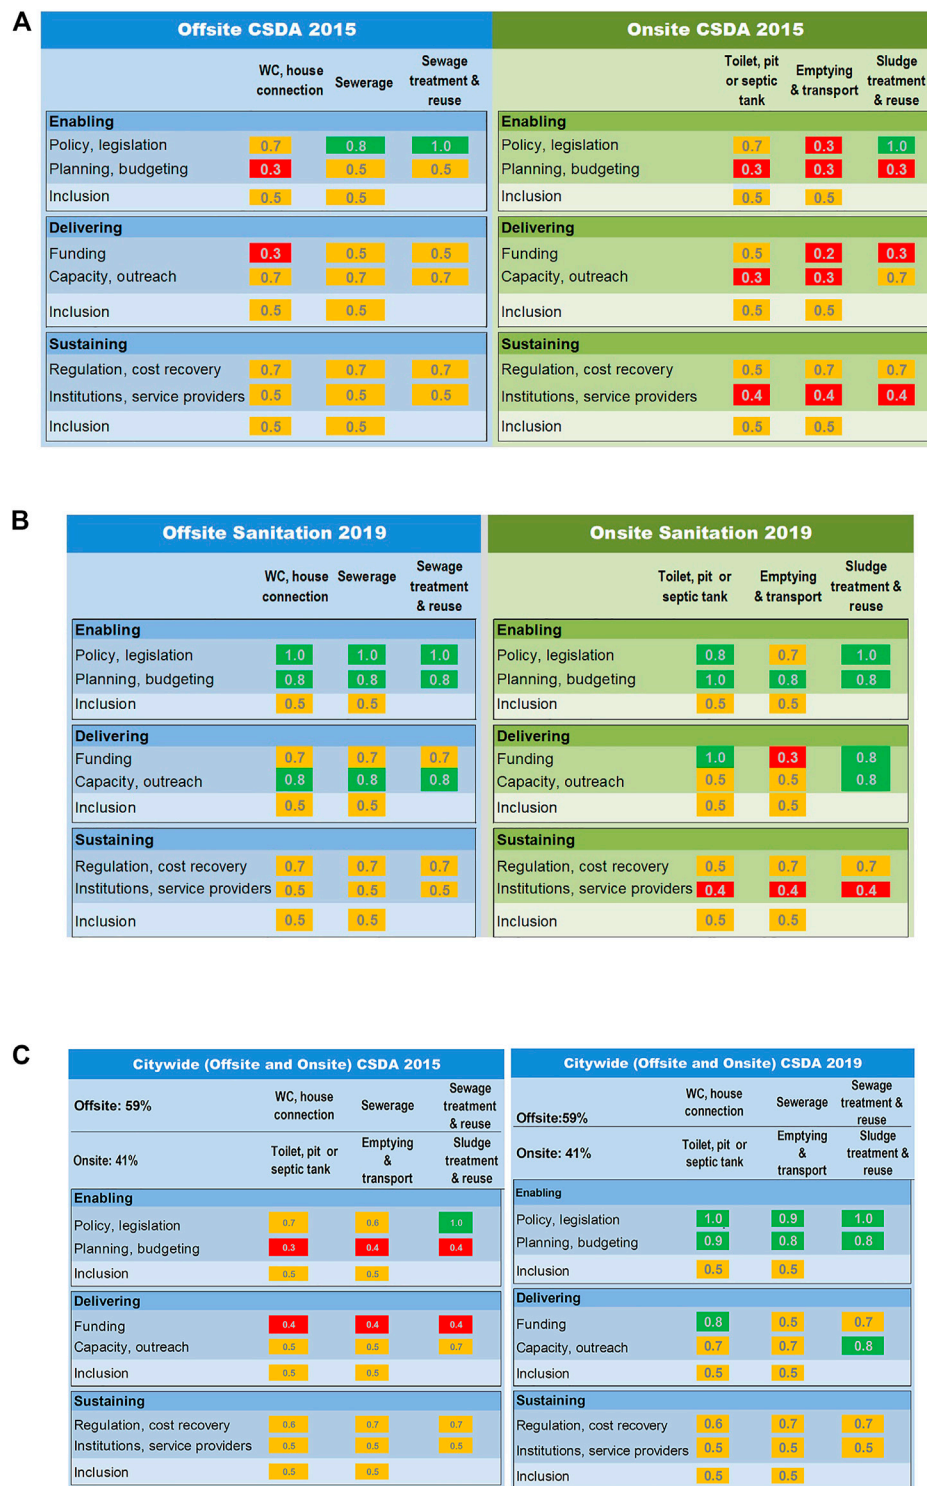 A
Offsite CSDA 2015
WC, house connection Sewerage Sewage treatment & reuse
Enabling
Policy, legislation 0.7 0.8 1.0
Planning, budgeting 0.3 0.5 0.5
Inclusion 0.5 0.5
Delivering
Funding 0.3 0.5 0.5
Capacity, outreach 0.7 0.7 0.7
Inclusion 0.5 0.5
Sustaining
Regulation, cost recovery 0.7 0.7 0.7
Institutions, service providers 0.5 0.5 0.5
Inclusion 0.5 0.5
Onsite CSDA 2015
Toilet, pit or septic tank Emptying & transport Sludge treatment & reuse
Enabling
Policy, legislation 0.7 0.3 1.0
Planning, budgeting 0.3 0.3 0.3
Inclusion 0.5 0.5
Delivering
Funding 0.5 0.2 0.3
Capacity, outreach 0.3 0.3 0.7
Inclusion 0.5 0.5
Sustaining
Regulation, cost recovery 0.5 0.7 0.7
Institutions, service providers 0.4 0.4 0.4
Inclusion 0.5 0.5
B
Offsite Sanitation 2019
WC, house connection Sewerage Sewage treatment & reuse
Enabling
Policy, legislation 1.0 1.0 1.0
Planning, budgeting 0.8 0.8 0.8
Inclusion 0.5 0.5
Delivering
Funding 0.7 0.7 0.7
Capacity, outreach 0.8 0.8 0.8
Inclusion 0.5 0.5
Sustaining
Regulation, cost recovery 0.7 0.7 0.7
Institutions, service providers 0.5 0.5 0.5
Inclusion 0.5 0.5
Onsite Sanitation 2019
Toilet, pit or septic tank Emptying & transport Sludge treatment & reuse
Enabling
Policy, legislation 0.8 0.7 1.0
Planning, budgeting 1.0 0.8 0.8
Inclusion 0.5 0.5
Delivering
Funding 1.0 0.3 0.8
Capacity, outreach 0.5 0.5 0.8
Inclusion 0.5 0.5
Sustaining
Regulation, cost recovery 0.5 0.7 0.7
Institutions, service providers 0.4 0.4 0.4
Inclusion 0.5 0.5
C
Citywide (Offsite and Onsite) CSDA 2015
Offsite: 59% WC, house connection Sewerage Sewage treatment & reuse
Onsite: 41% Toilet, pit or septic tank Emptying & transport Sludge treatment & reuse
Enabling
Policy, legislation 0.7 0.6 1.0
Planning, budgeting 0.3 0.4 0.4
Inclusion 0.5 0.5
Delivering
Funding 0.4 0.4 0.4
Capacity, outreach 0.5 0.5 0.7
Inclusion 0.5 0.5
Sustaining
Regulation, cost recovery 0.6 0.7 0.7
Institutions, service providers 0.5 0.5 0.5
Inclusion 0.5 0.5
Citywide (Offsite and Onsite) CSDA 2019
Offsite:59% WC, house connection Sewerage Sewage treatment & reuse
Onsite: 41% Toilet, pit or septic tank Emptying & transport Sludge treatment & reuse
Enabling
Policy, legislation 1.0 0.9 1.0
Planning, budgeting 0.9 0.8 0.8
Inclusion 0.5 0.5
Delivering
Funding 0.8 0.5 0.7
Capacity, outreach 0.7 0.7 0.8
Inclusion 0.5 0.5
Sustaining
Regulation, cost recovery 0.6 0.7 0.7
Institutions, service providers 0.5 0.5 0.5
Inclusion 0.5 0.5